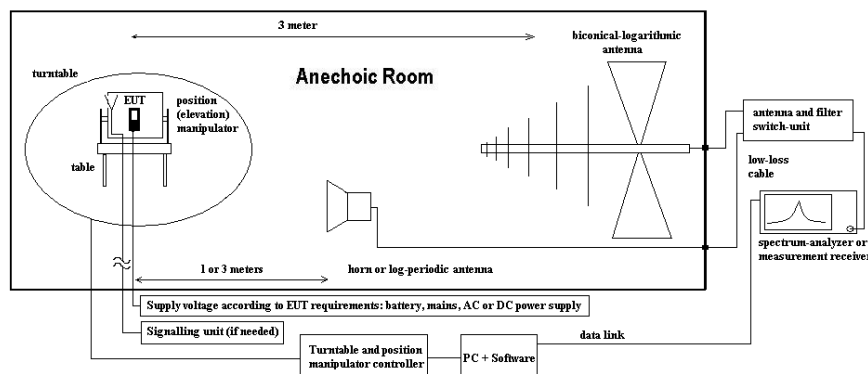 3 meter
biconical-logarithmic
antenna
turntable
Anechoic Room
EUT
position
(elevation)
manipulator
table
antenna and filter
switch-unit
low-loss
cable
spectrum-analyzer or
measurement receiver
1 or 3 meters
horn or log-periodic antenna
Supply voltage according to EUT requirements: battery, mains, AC or DC power supply
Signalling unit (if needed)
Turntable and position
manipulator controller
PC + Software
data link